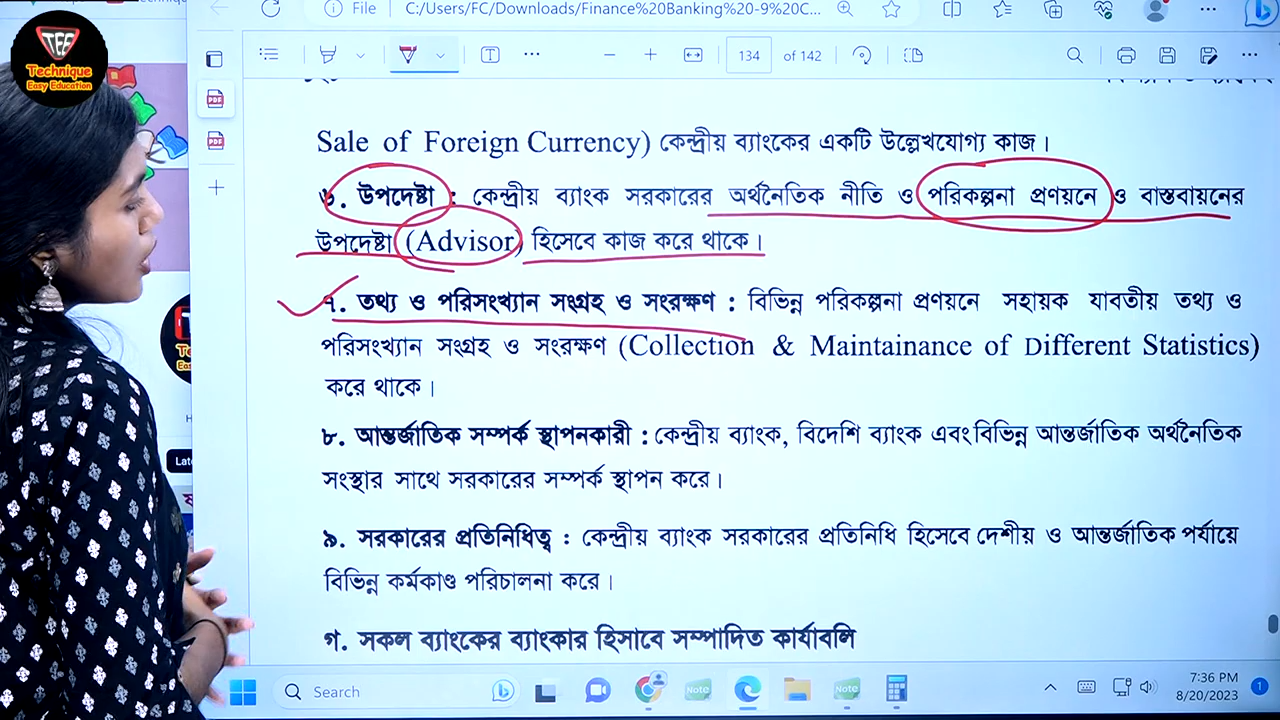 TEE
Technique
Easy Education
File
C:/Users/FC/Downloads/Finance%20Banking%20-9%20C...
134 of 142
Sale of Foreign Currency) কেন্দ্রীয় ব্যাংকের একটি উল্লেখযোগ্য কাজ।
৬. উপদেষ্টা : কেন্দ্রীয় ব্যাংক সরকারের অর্থনৈতিক নীতি ও পরিকল্পনা প্রণয়নে ও বাস্তবায়নের
উপদেষ্টা (Advisor) হিসেবে কাজ করে থাকে।
৭. তথ্য ও পরিসংখ্যান সংগ্রহ ও সংরক্ষণ : বিভিন্ন পরিকল্পনা প্রণয়নে সহায়ক যাবতীয় তথ্য ও
পরিসংখ্যান সংগ্রহ ও সংরক্ষণ (Collection & Maintainance of Different Statistics)
করে থাকে।
৮. আন্তর্জাতিক সম্পর্ক স্থাপনকারী : কেন্দ্রীয় ব্যাংক, বিদেশি ব্যাংক এবং বিভিন্ন আন্তর্জাতিক অর্থনৈতিক
সংস্থার সাথে সরকারের সম্পর্ক স্থাপন করে।
৯. সরকারের প্রতিনিধিত্ব : কেন্দ্রীয় ব্যাংক সরকারের প্রতিনিধি হিসেবে দেশীয় ও আন্তর্জাতিক পর্যায়ে
বিভিন্ন কর্মকাণ্ড পরিচালনা করে।
গ. সকল ব্যাংকের ব্যাংকার হিসাবে সম্পাদিত কার্যাবলি
Search
Note
Note
7:36 PM
8/20/2023
1